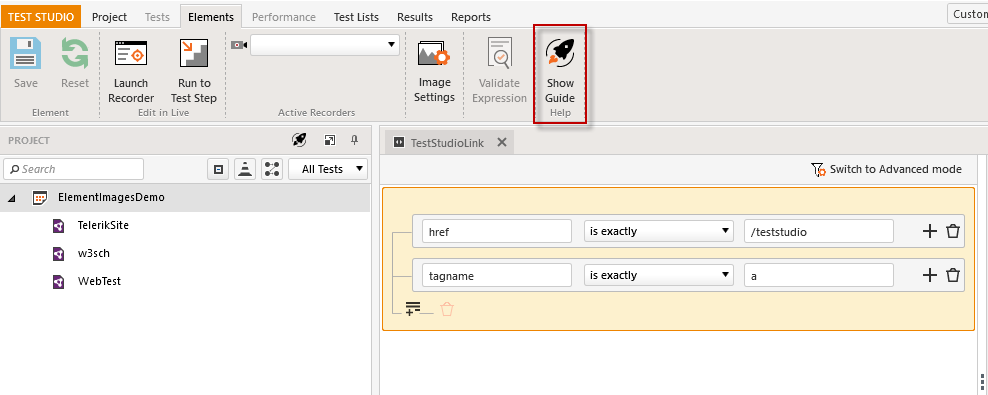 TEST STUDIO Project Tests Elements Performance Test Lists Results Reports Custom
Save Reset Launch Recorder Run to Test Step Image Settings Validate Expression Show Guide
Element Edit in Live Active Recorders Help
PROJECT
Search All Tests
ElementImagesDemo
TelerikSite
w3sch
WebTest
TestStudioLink
Switch to Advanced mode
href is exactly /teststudio
tagname is exactly a